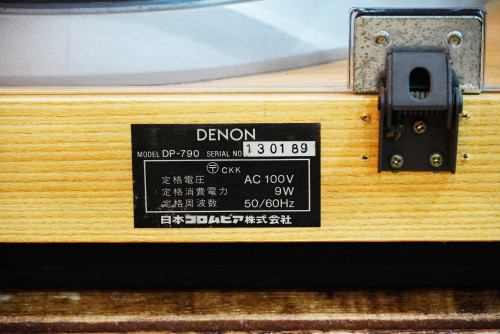 DENON
MODEL DP-790 SERIAL NO 130189
〒 CKK
定格電圧 AC 100V
定格消費電力 9W
定格周波数 50/60Hz
日本コロムビア株式会社